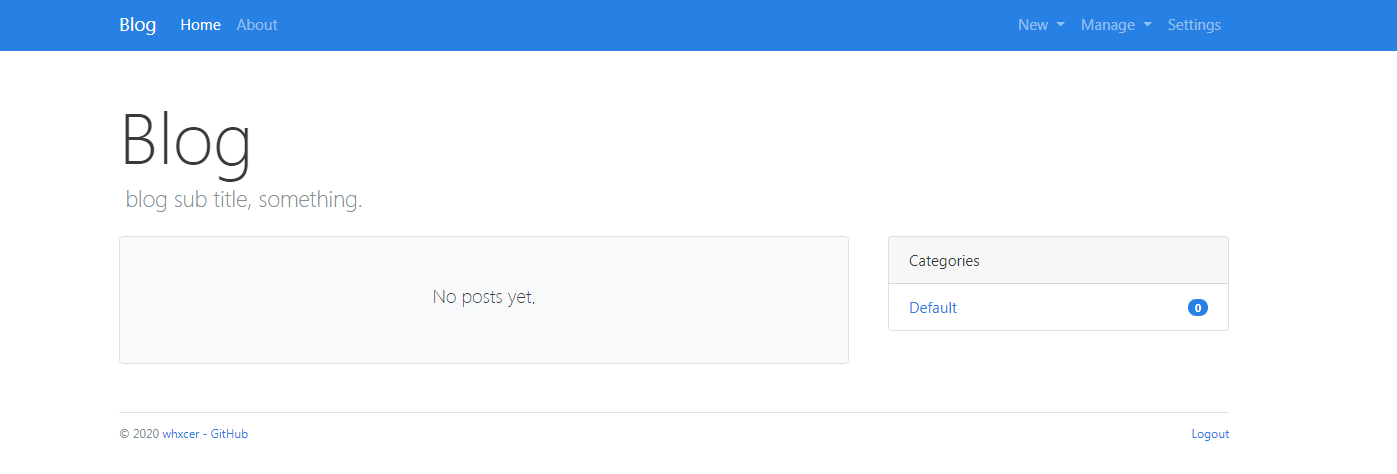 Blog Home About New Manage Settings
Blog
blog sub title, something.
No posts yet.
Categories
Default 0
© 2020 whxcer - GitHub Logout